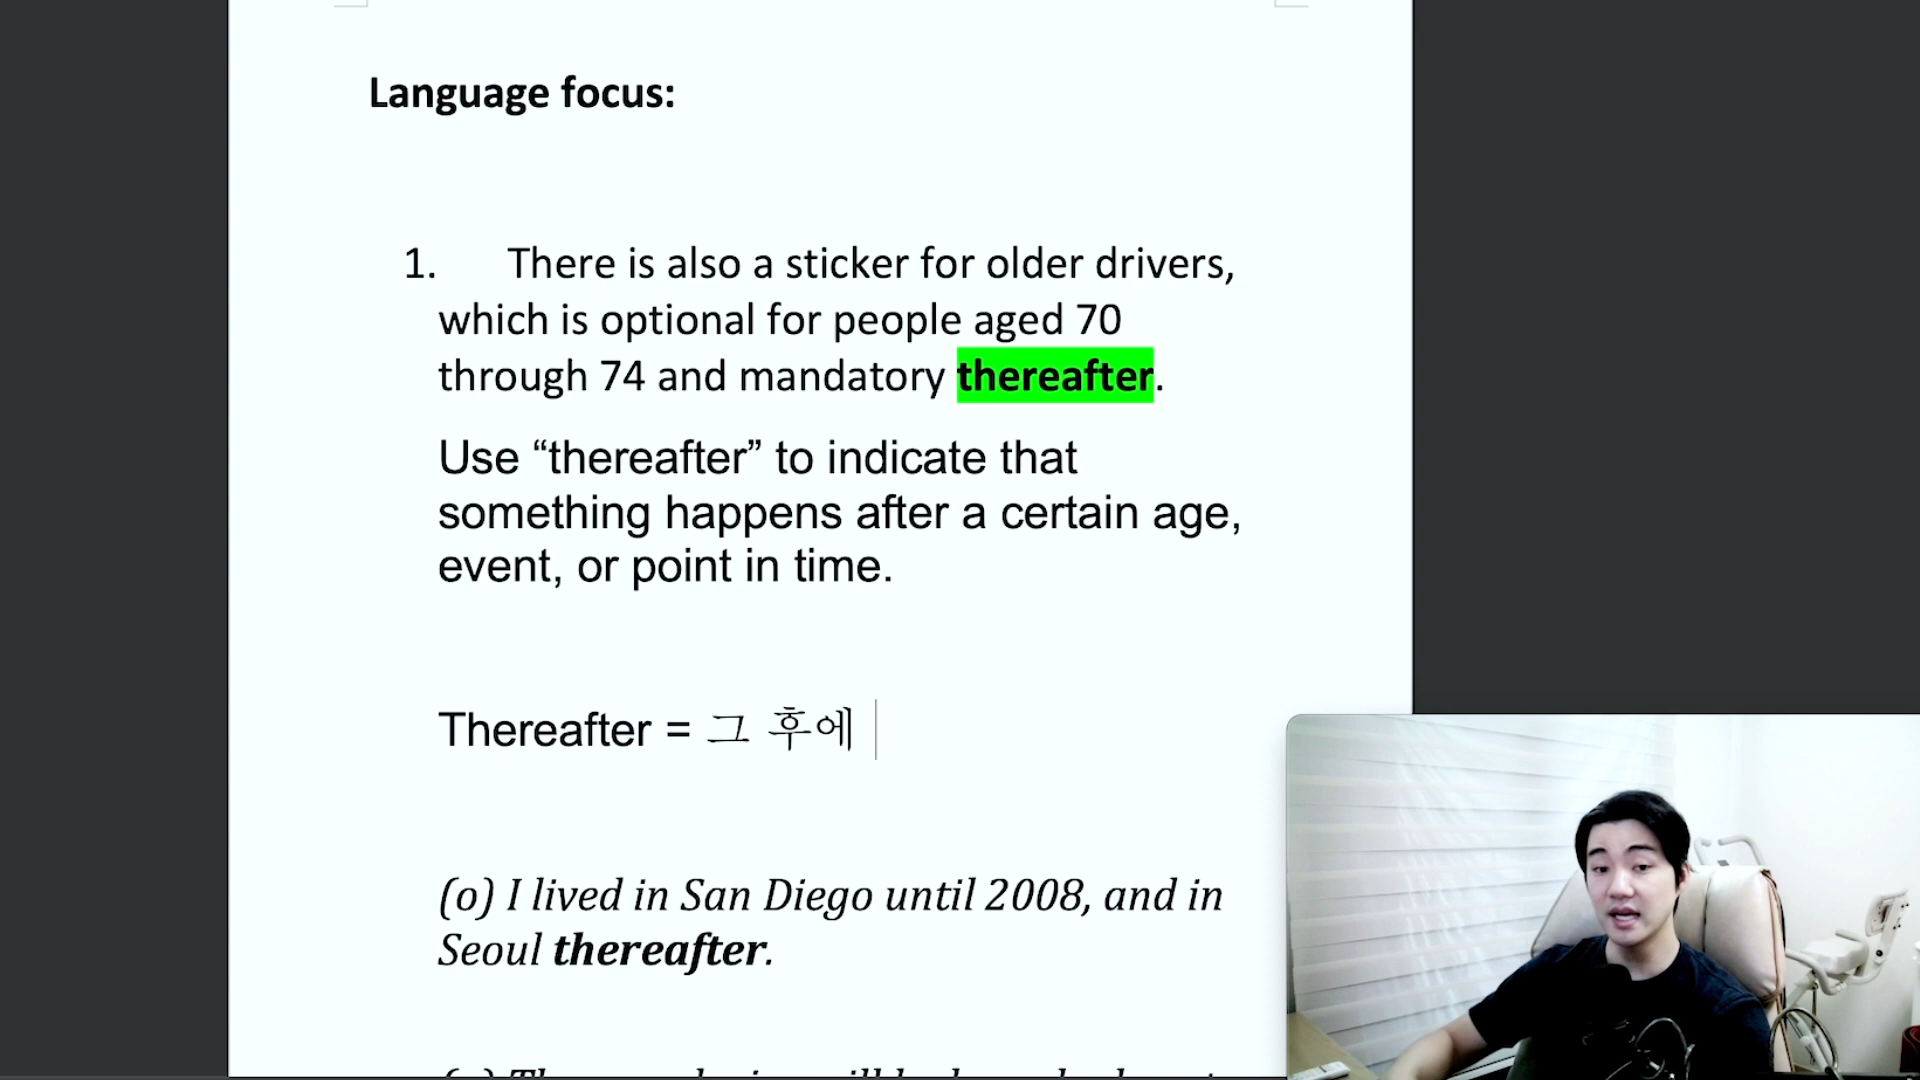 Language focus:
1. There is also a sticker for older drivers,
which is optional for people aged 70
through 74 and mandatory thereafter.
Use “thereafter” to indicate that
something happens after a certain age,
event, or point in time.
Thereafter = 그 후에
(o) I lived in San Diego until 2008, and in
Seoul thereafter.